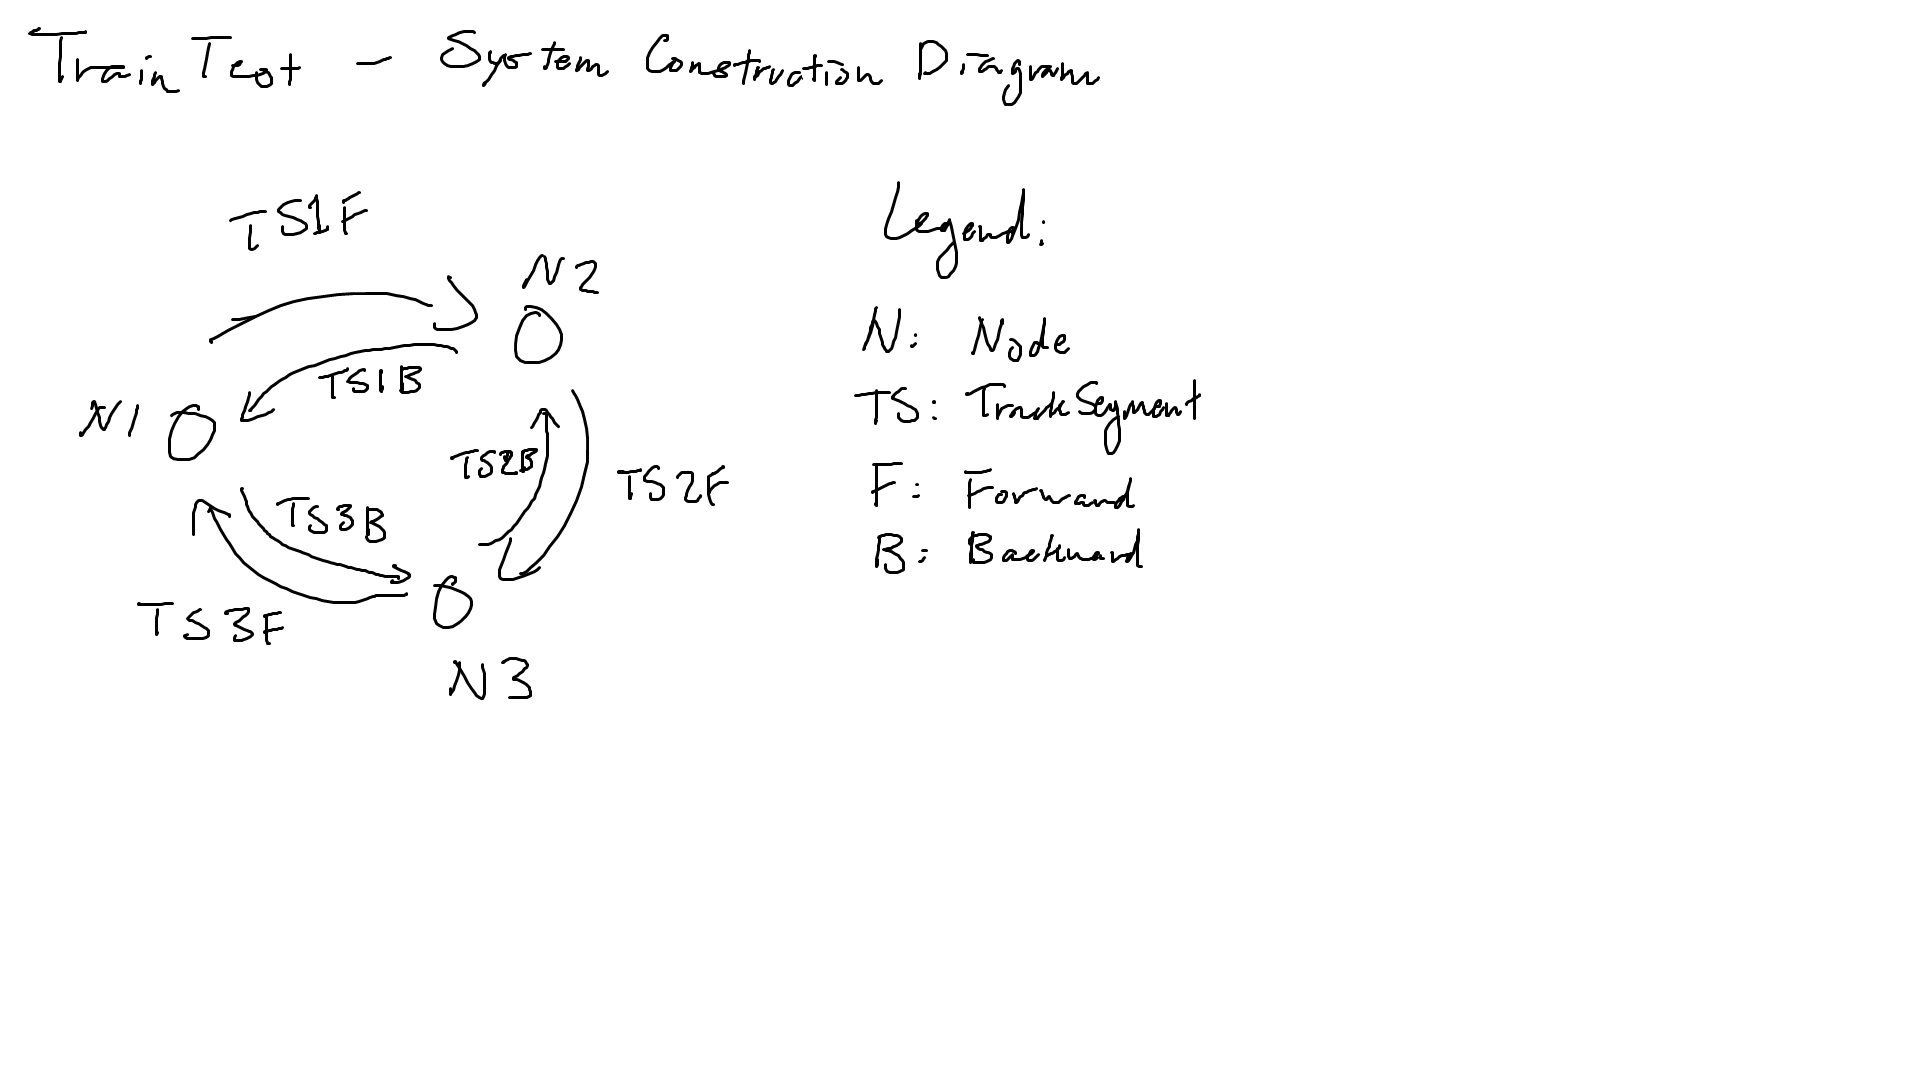 TrainTest - System Construction Diagram
TS1F
N2
TS1B
N1
TS2B
TS2F
TS3B
TS3F
N3
Legend:
N: Node
TS: TrackSegment
F: Forward
B: Backward